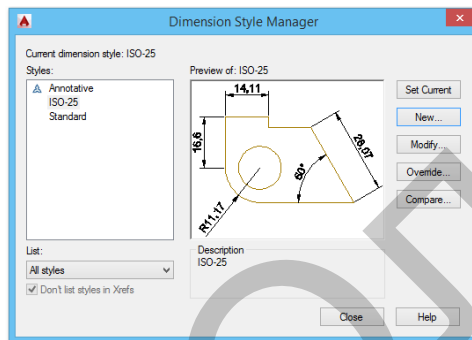 Dimension Style Manager
Current dimension style: ISO-25
Styles:
Annotative
ISO-25
Standard
Preview of: ISO-25
14,11
16,6
28,07
60°
R11,17
Set Current
New...
Modify...
Override...
Compare...
List:
All styles
Don't list styles in Xrefs
Description
ISO-25
Close
Help